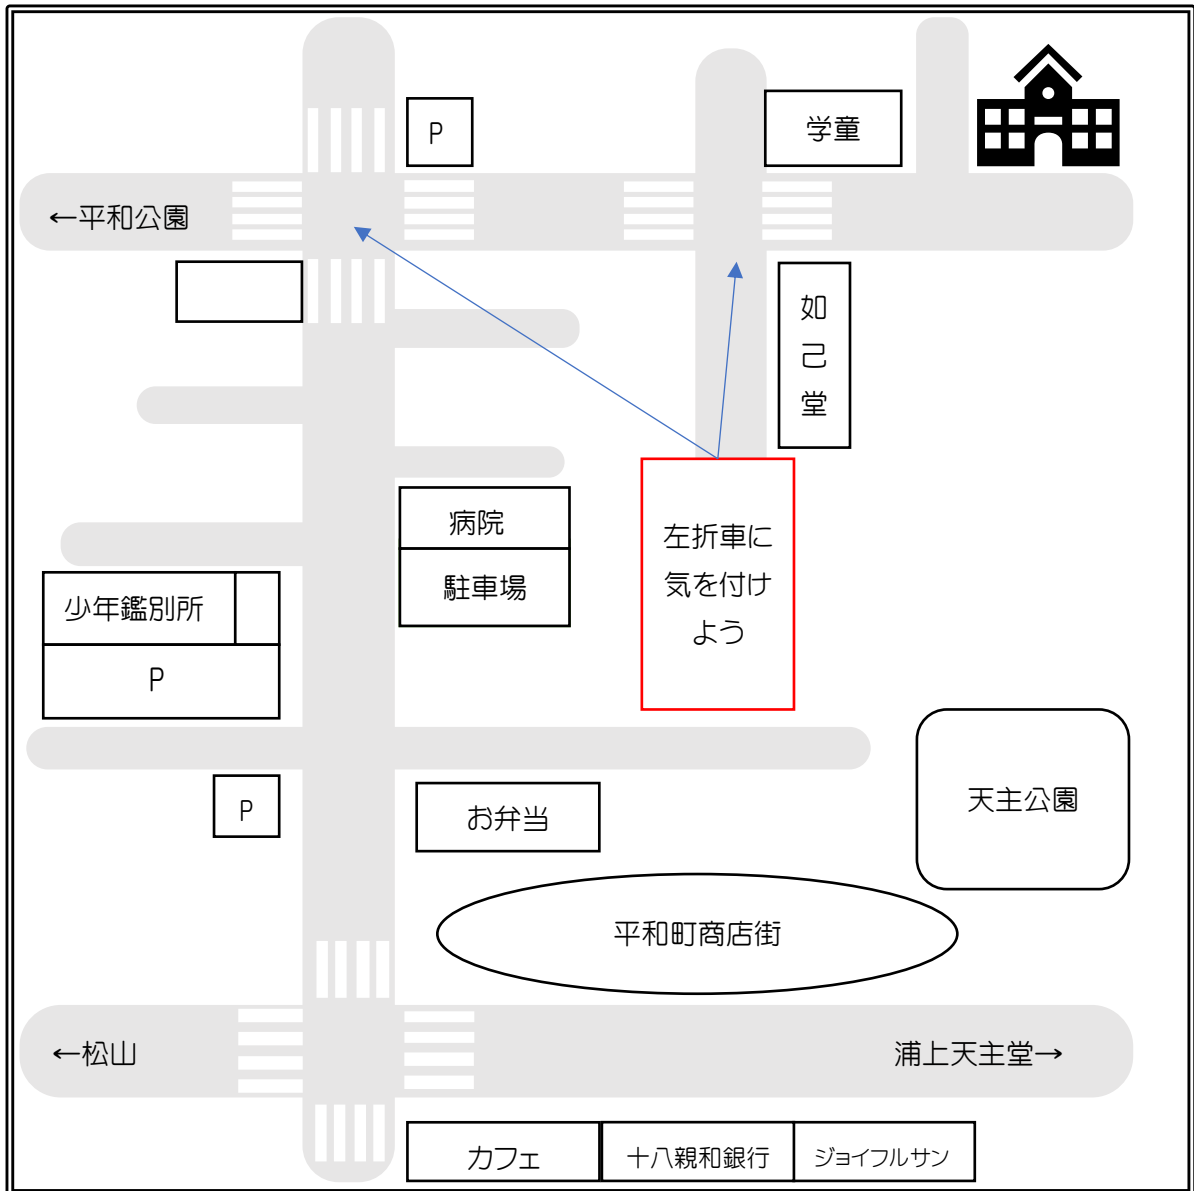 P
学童
←平和公園
如
己
堂
病院
駐車場
左折車に
気を付け
よう
少年鑑別所
P
P
お弁当
天主公園
平和町商店街
←松山
浦上天主堂→
カフェ
十八親和銀行
ジョイフルサン